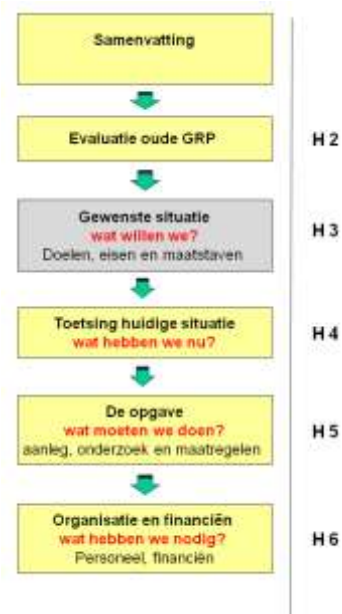 Samenvatting
Evaluatie oude GRP
H 2
Gewenste situatie
wat willen we?
Doelen, eisen en maatstaven
H 3
Toetsing huidige situatie
wat hebben we nu?
H 4
De opgave
wat moeten we doen?
aanleg, onderzoek en maatregelen
H 5
Organisatie en financiën
wat hebben we nodig?
Personeel, financiën
H 6